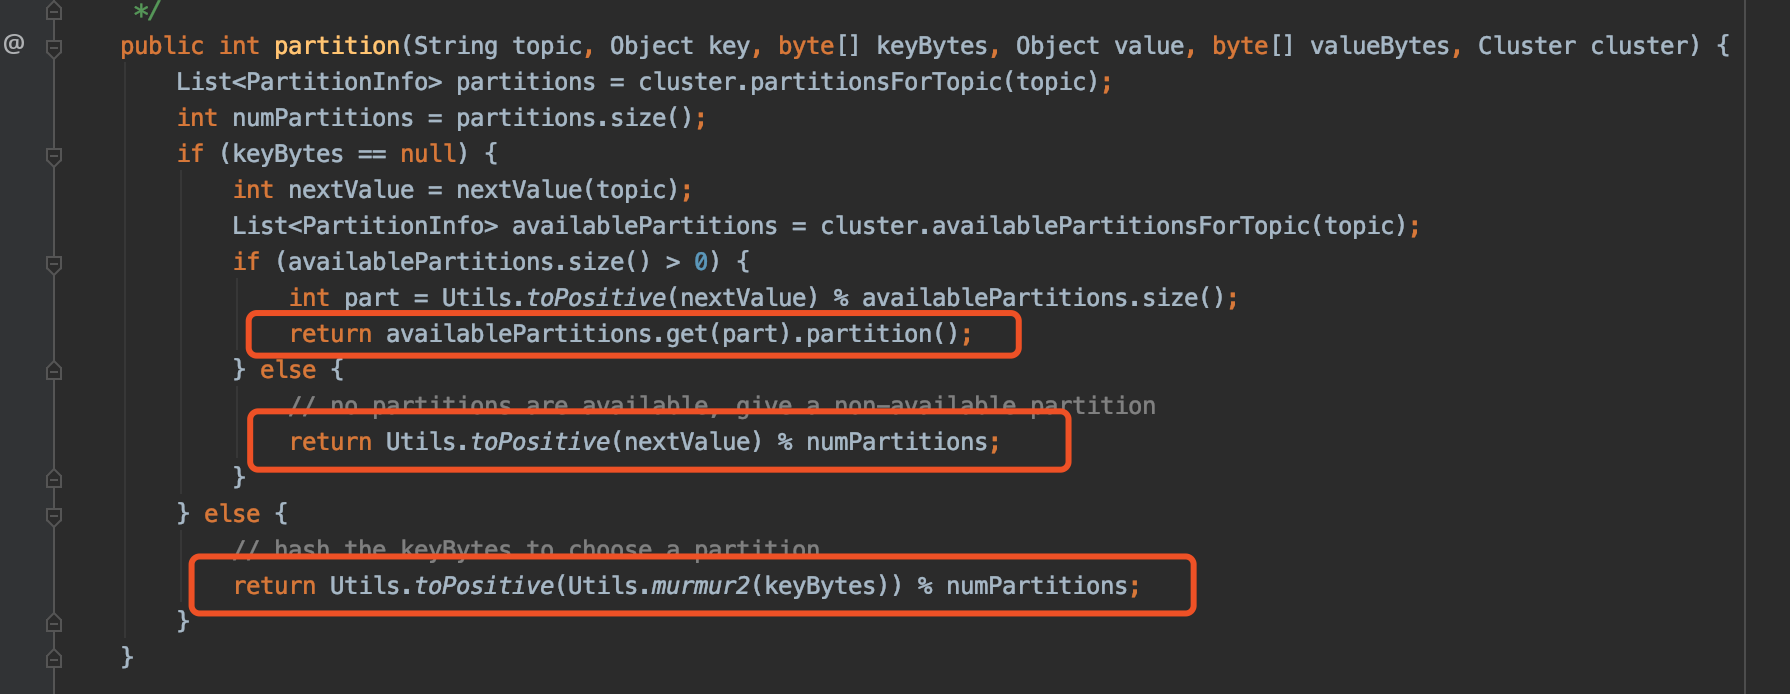 */
@ public int partition(String topic, Object key, byte[] keyBytes, Object value, byte[] valueBytes, Cluster cluster) {
List<PartitionInfo> partitions = cluster.partitionsForTopic(topic);
int numPartitions = partitions.size();
if (keyBytes == null) {
int nextValue = nextValue(topic);
List<PartitionInfo> availablePartitions = cluster.availablePartitionsForTopic(topic);
if (availablePartitions.size() > 0) {
int part = Utils.toPositive(nextValue) % availablePartitions.size();
return availablePartitions.get(part).partition();
} else {
// no partitions are available, give a non-available partition
return Utils.toPositive(nextValue) % numPartitions;
}
} else {
// hash the keyBytes to choose a partition
return Utils.toPositive(Utils.murmur2(keyBytes)) % numPartitions;
}
}